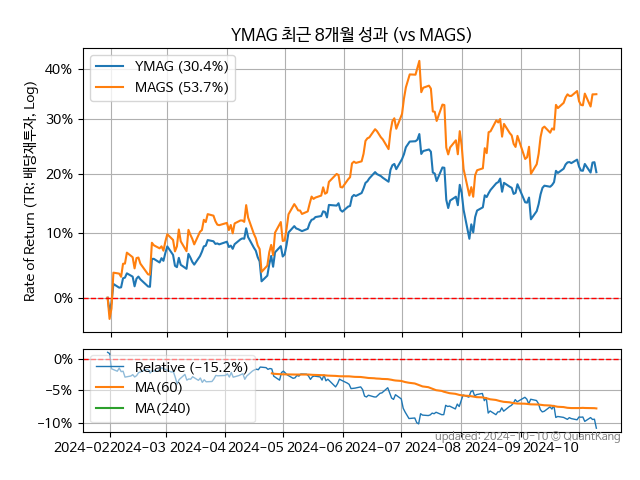 YMAG 최근 8개월 성과 (vs MAGS)
Rate of Return (TR: 배당재투자, Log)
40%
30%
20%
10%
0%
YMAG (30.4%)
MAGS (53.7%)
0%
−5%
−10%
Relative (−15.2%)
MA(60)
MA(240)
2024−02 2024−03 2024−04 2024−05 2024−06 2024−07 2024−08 2024−09 2024−10
updated: 2024−10−10 © QuantKang